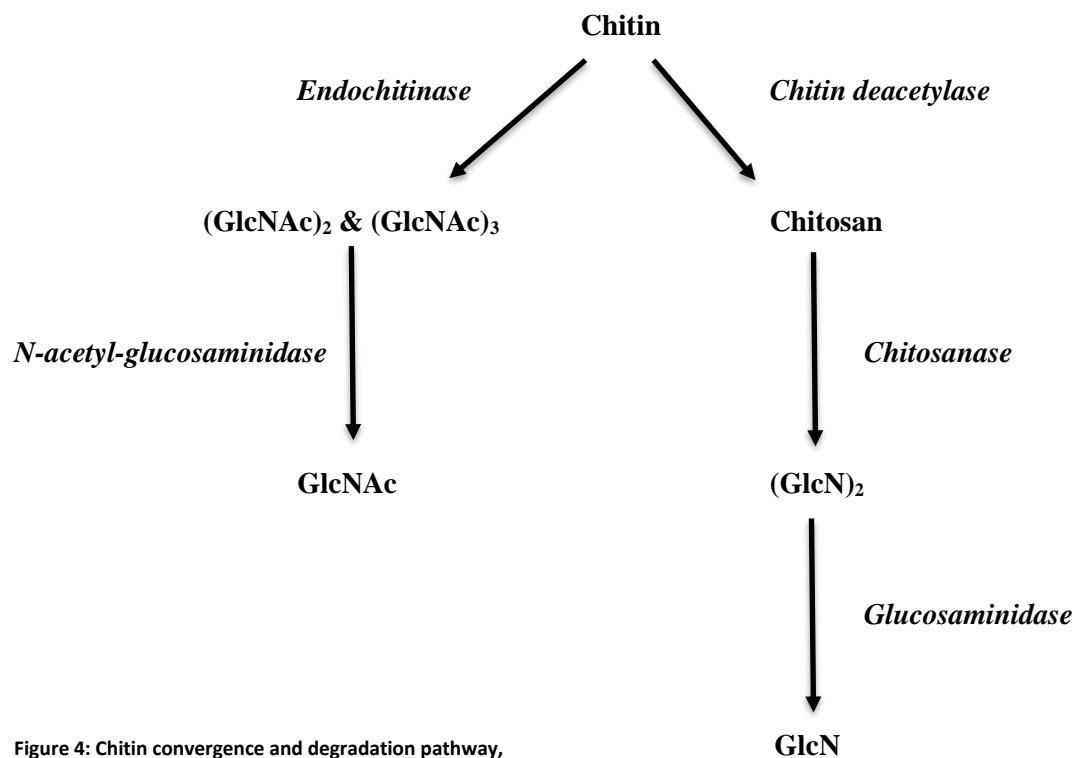 Chitin
Endochitinase Chitin deacetylase
(GlcNAc)₂ & (GlcNAc)₃ Chitosan
N-acetyl-glucosaminidase Chitosanase
GlcNAc (GlcN)₂
Glucosaminidase
Figure 4: Chitin convergence and degradation pathway, GlcN